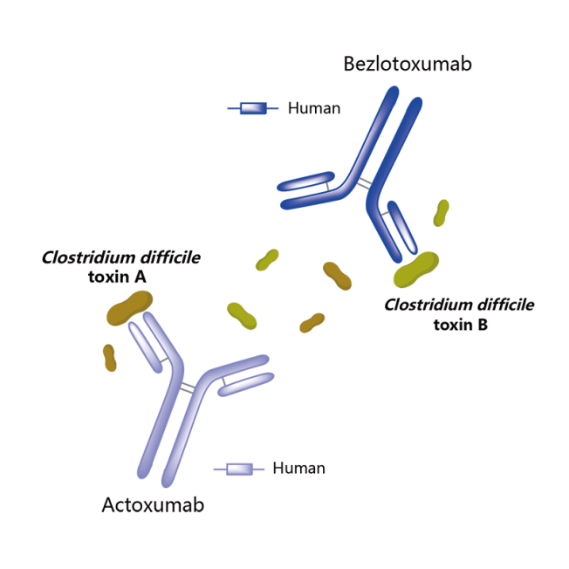 Bezlotoxumab
Human
Clostridium difficile
toxin A
Clostridium difficile
toxin B
Human
Actoxumab